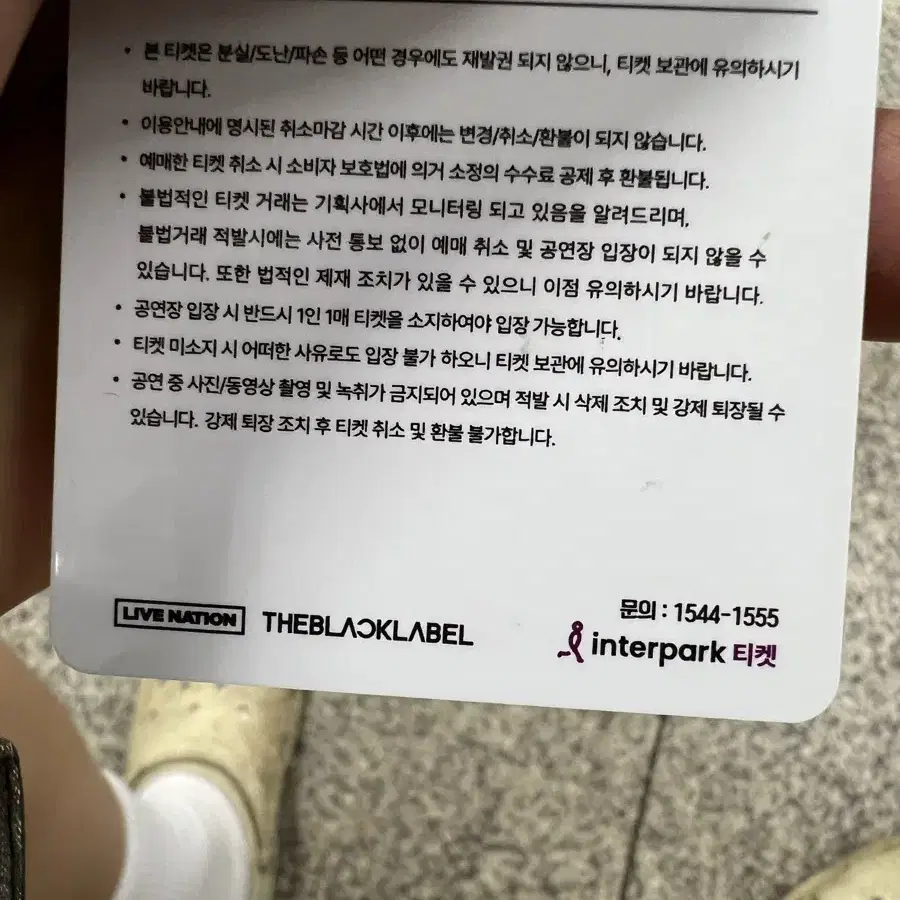 • 본 티켓은 분실/도난/파손 등 어떤 경우에도 재발권 되지 않으니, 티켓 보관에 유의하시기
바랍니다.
• 이용안내에 명시된 취소마감 시간 이후에는 변경/취소/환불이 되지 않습니다.
• 예매한 티켓 취소 시 소비자 보호법에 의거 소정의 수수료 공제 후 환불됩니다.
• 불법적인 티켓 거래는 기획사에서 모니터링 되고 있음을 알려드리며,
불법거래 적발시에는 사전 통보 없이 예매 취소 및 공연장 입장이 되지 않을 수
있습니다. 또한 법적인 제재 조치가 있을 수 있으니 이점 유의하시기 바랍니다.
• 공연장 입장 시 반드시 1인 1매 티켓을 소지하여야 입장 가능합니다.
• 티켓 미소지 시 어떠한 사유로도 입장 불가 하오니 티켓 보관에 유의하시기 바랍니다.
• 공연 중 사진/동영상 촬영 및 녹취가 금지되어 있으며 적발 시 삭제 조치 및 강제 퇴장될 수
있습니다. 강제 퇴장 조치 후 티켓 취소 및 환불 불가합니다.
LIVE NATION THEBLACKLABEL
문의 : 1544-1555
interpark 티켓